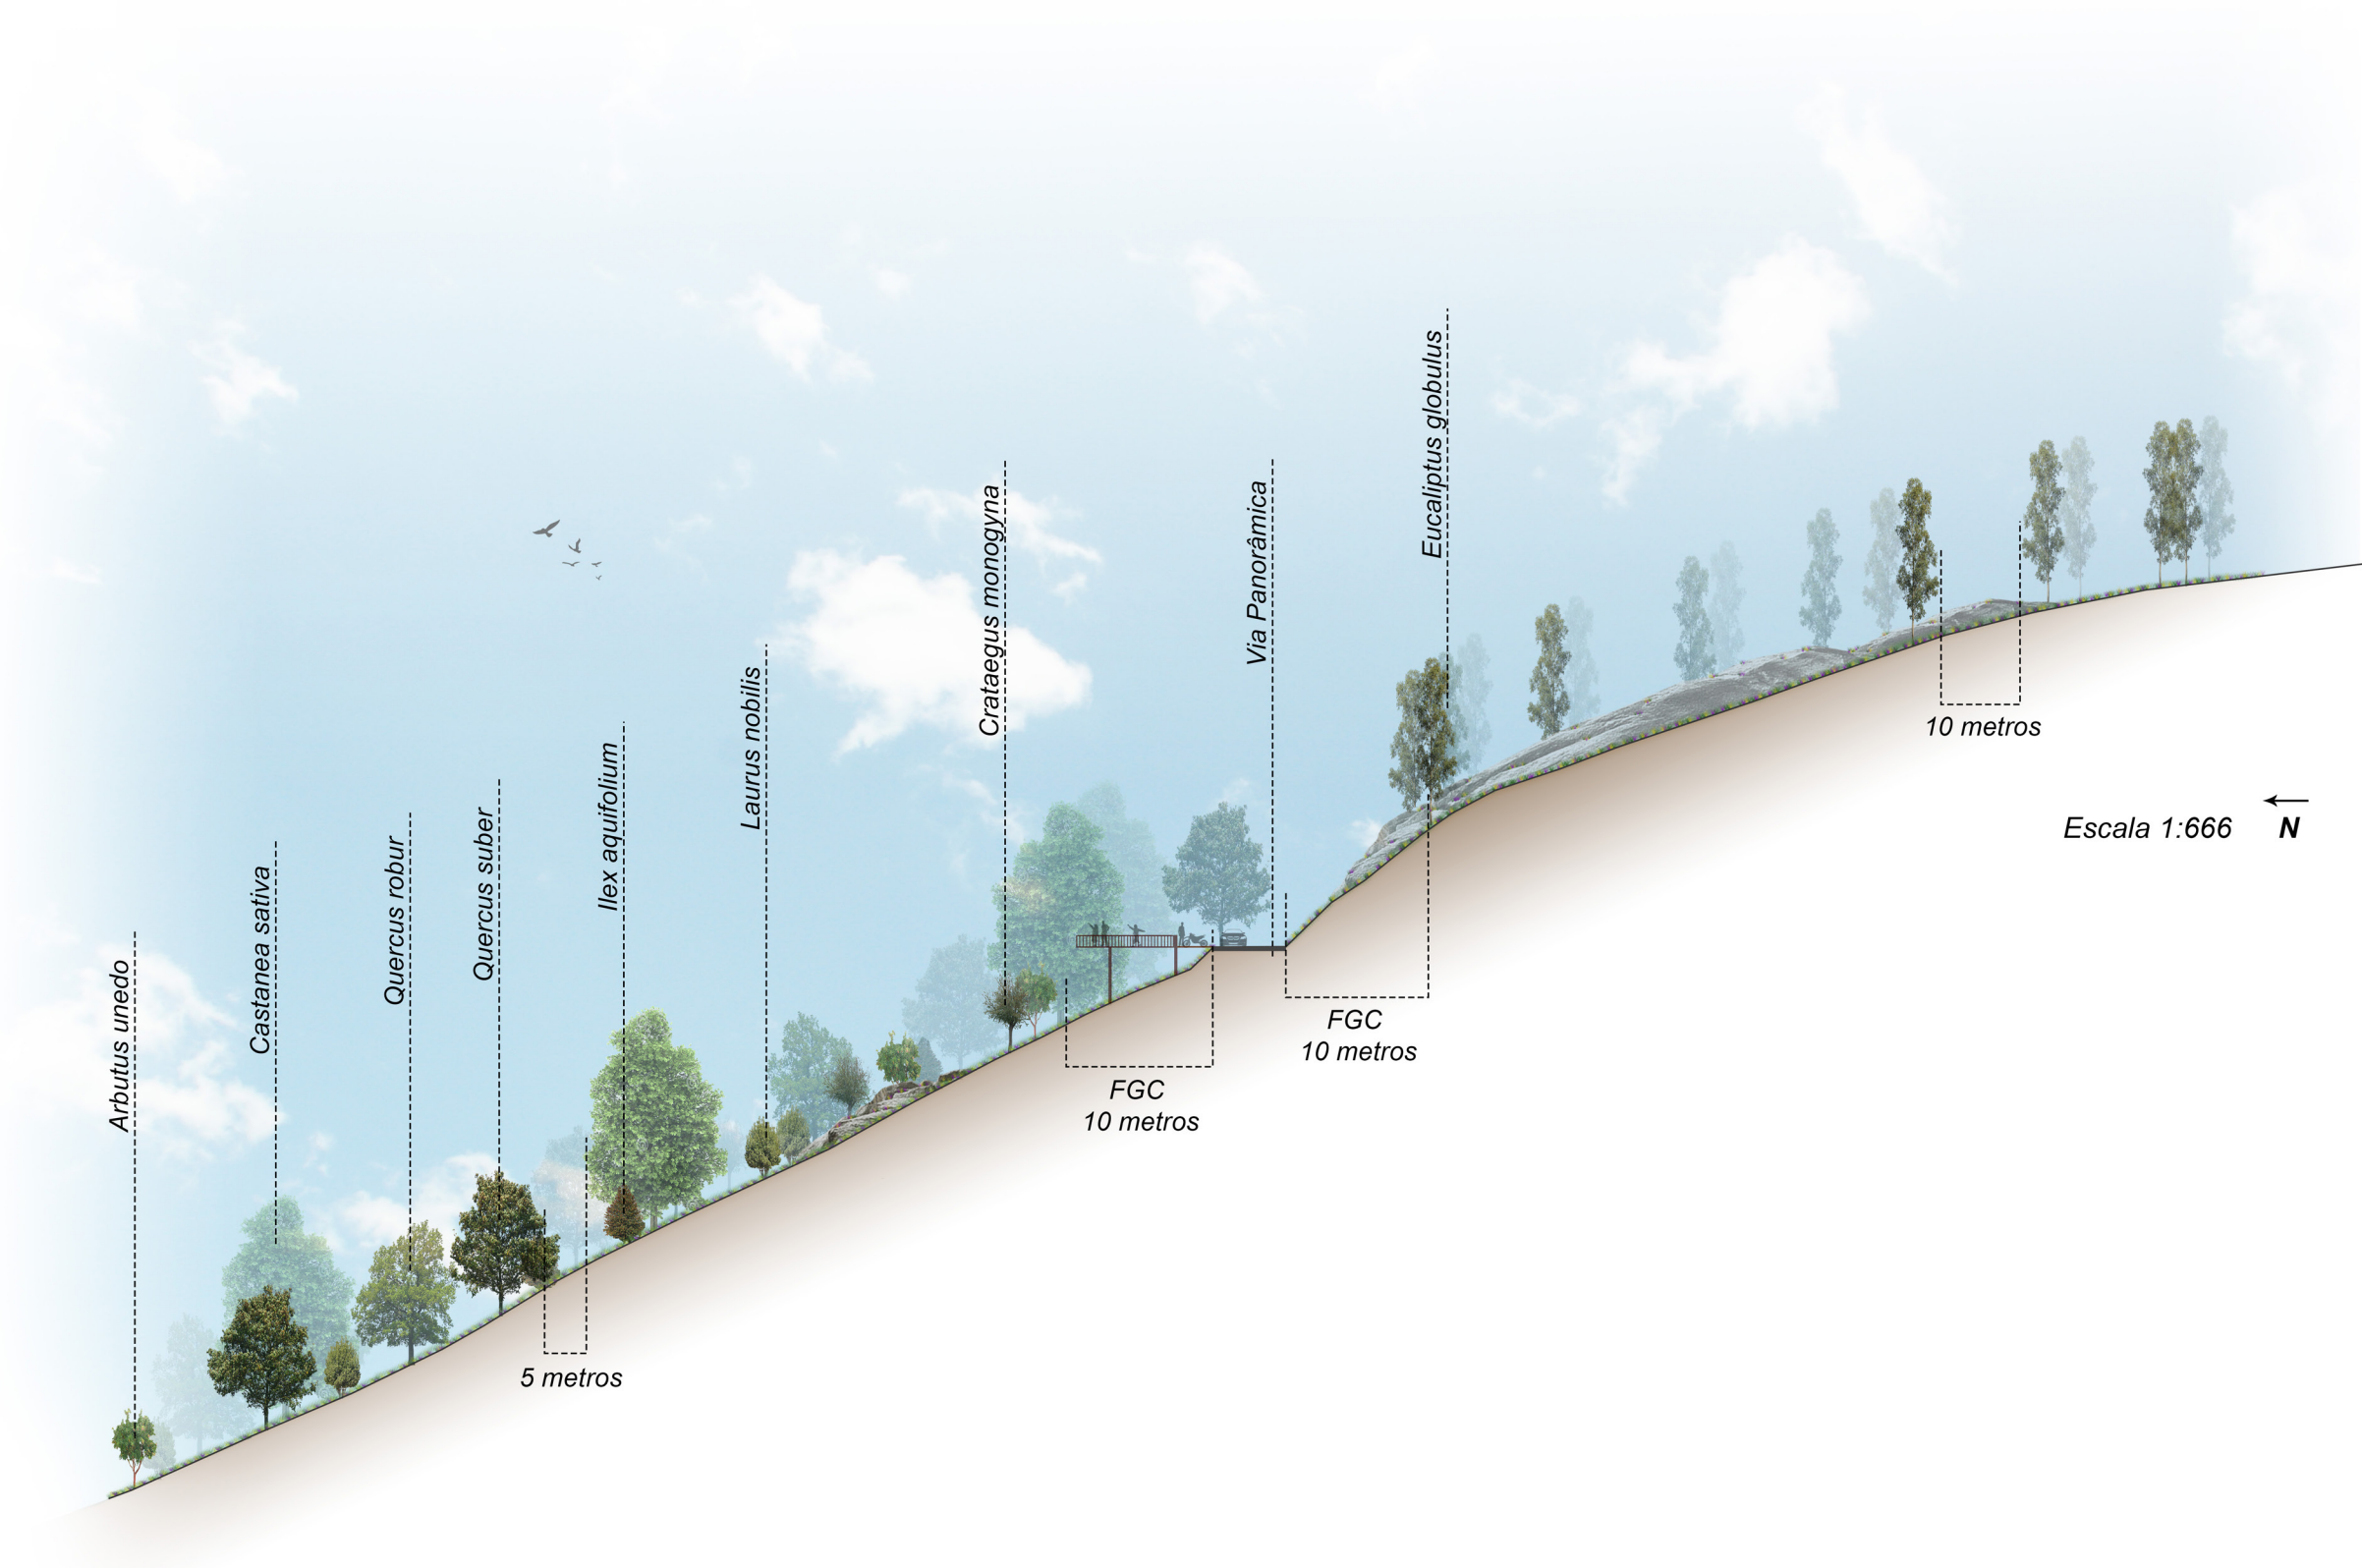 Arbutus unedo
Castanea sativa
Quercus robur
Quercus suber
Ilex aquifolium
Laurus nobilis
Crataegus monogyna
Via Panorâmica
Eucaliptus globulus
10 metros
Escala 1:666
N
FGC
10 metros
FGC
10 metros
5 metros